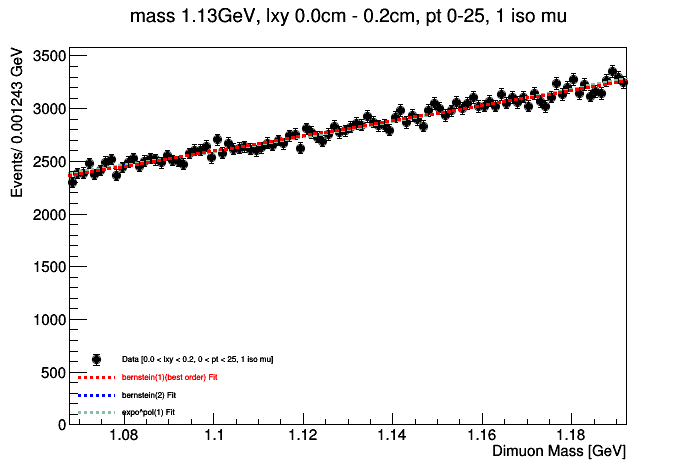 mass 1.13GeV, lxy 0.0cm - 0.2cm, pt 0-25, 1 iso mu
Events/ 0.001243 GeV
3500
3000
2500
2000
1500
1000
500
0
Data [0.0 < lxy < 0.2, 0 < pt < 25, 1 iso mu]
bernstein(1)(best order) Fit
bernstein(2) Fit
expo^pol(1) Fit
1.08 1.1 1.12 1.14 1.16 1.18
Dimuon Mass [GeV]